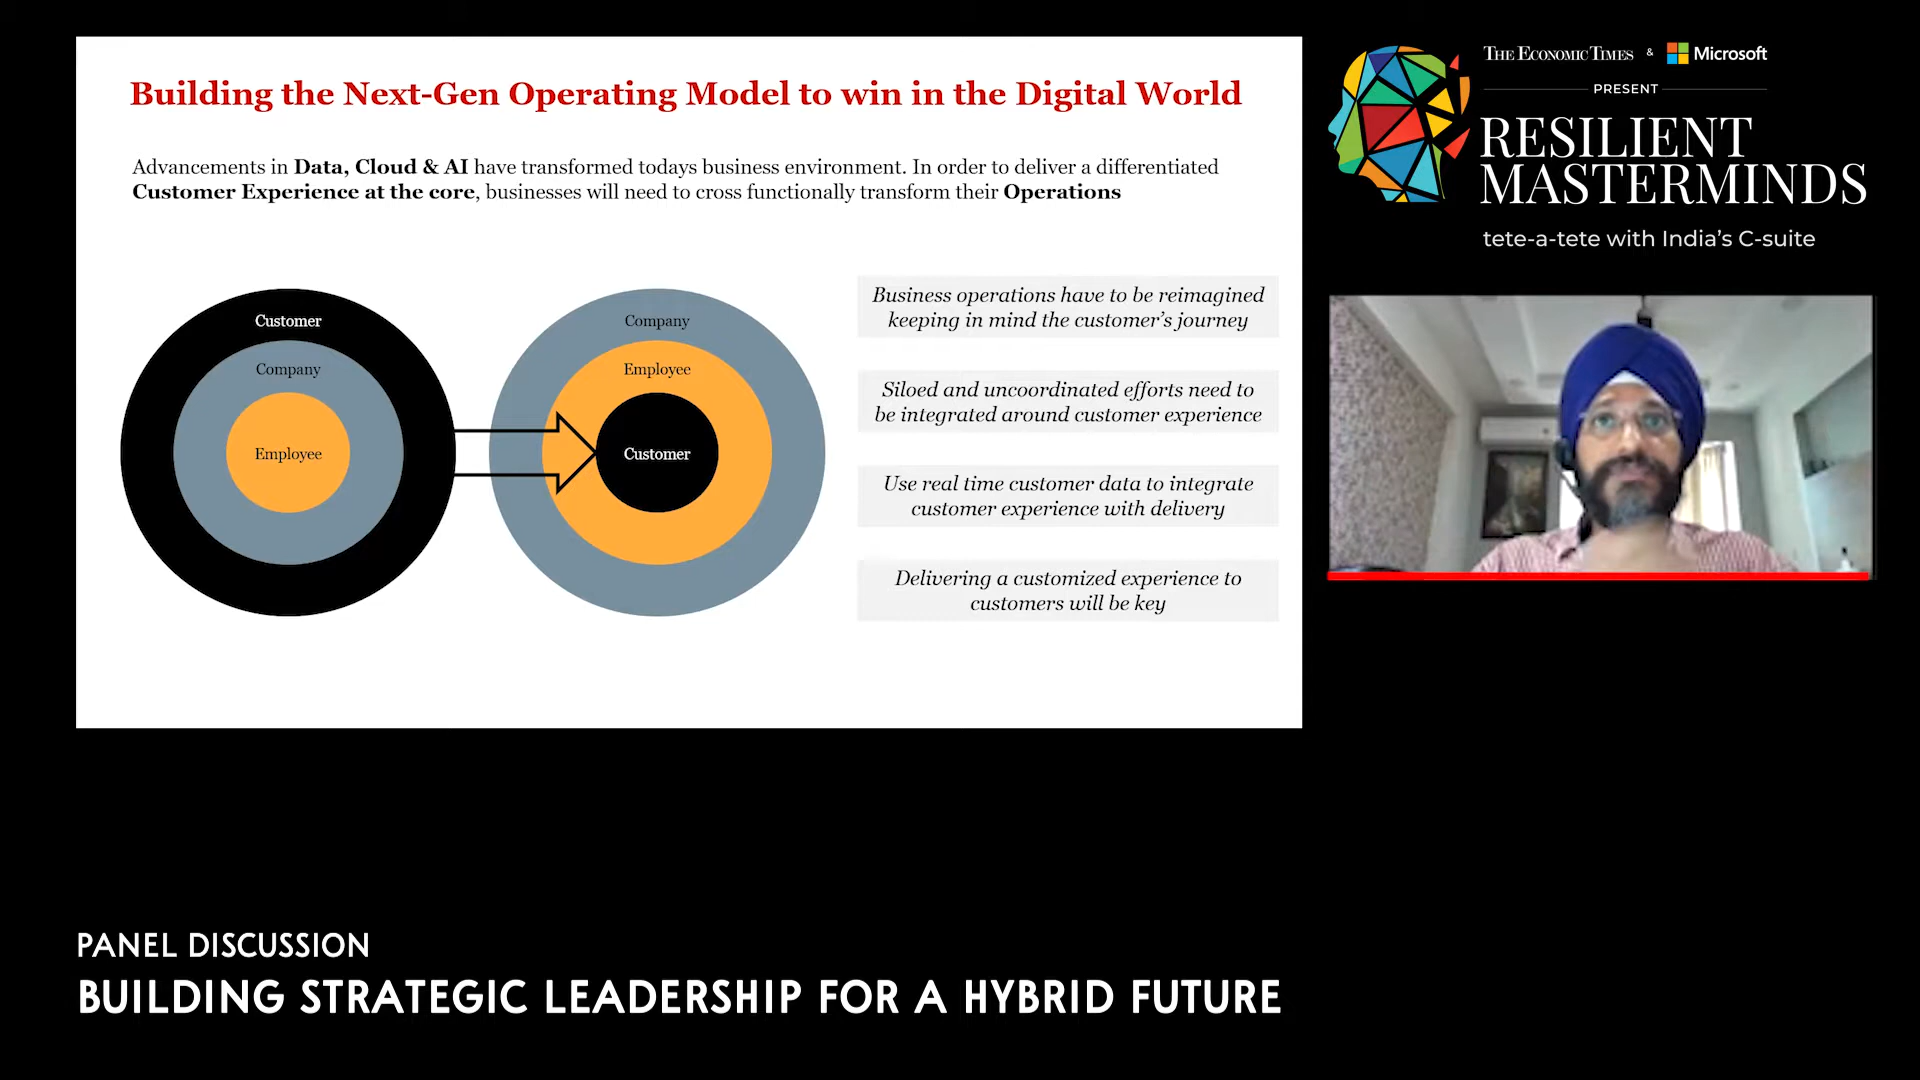 Building the Next-Gen Operating Model to win in the Digital World
Advancements in Data, Cloud & AI have transformed todays business environment. In order to deliver a differentiated
Customer Experience at the core, businesses will need to cross functionally transform their Operations
Customer
Company
Employee
Company
Employee
Customer
Business operations have to be reimagined
keeping in mind the customer's journey
Siloed and uncoordinated efforts need to
be integrated around customer experience
Use real time customer data to integrate
customer experience with delivery
Delivering a customized experience to
customers will be key
THE ECONOMIC TIMES & Microsoft
PRESENT
RESILIENT
MASTERMINDS
tete-a-tete with India's C-suite
PANEL DISCUSSION
BUILDING STRATEGIC LEADERSHIP FOR A HYBRID FUTURE